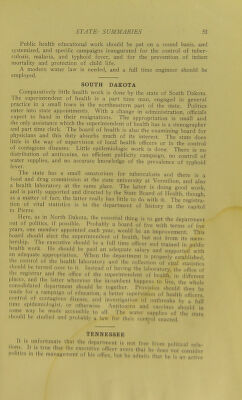 STATE SUMMARIES 51
Public health educational work should be put on a sound basis, and
systematized, and specific campaigns inaugurated for the control of tuber-
culosis, malaria, and typhoid fever, and for the prevention of infant
mortality and protection of child life.
A modern water law is needed, and a full time engineer should be
employed.
SOUTH DAKOTA
Comparatively little health work is done by the state of South Dakota.
The superintendent of health is a part time man, engaged in general
practice in a small town in the northeastern part of the state. Politics
enter into state appointments. With a change in administration, officials
expect to hand in their resignations. The appropriation is small and
the only assistance which the superintendent of health has is a stenographer
and part time clerk. The board of health is also the examining board for
physicians and this duty absorbs much of its interest. The state does
little in the way of supervision of local health officers or in the control
of contagious diseases. Little epidemiologic work is done. There is no
distribution of antitoxins, no efficient publicity campaign, no control of
water supplies, and no accurate knowledge of the prevalence of typhoid
fever.
The state has a small sanatorium for tuberculosis and there is a
food and drug commission at the state university at Vermilion, and also
a health laboratory at the same place. The latter is doing good work,
and is partly supported and directed by the State Board of Health, though,
as a matter of fact, the latter really has little to do with it. The registra-
tion of vital statistics is in the department of history in the capitol
in Pierre.
Here, as in North Dakota, the essential thing is to get the department
out of politics, if possible. Probably a board of five with terms of five
years, one member appointed each year, would be an improvement. This
board should elect the superintendent of health, but not from its mem-
bership. The executive should be a full time officer and trained in public
health work. He should be paid an adequate salary and supported with
an adequate appropriation. When the department is properly established,
the control of the health laboratory and the collection of vital statistics
should be turned over to it. Instead of having the laboratory, the office of
the registrar and the office of the superintendent of health, in different
cities and the latter wherever the incumbent happens to live, the whole
consolidated department should be together. Provision should then be
made for a campaign of education, a better supervision of health officers,
control of contagious disease, and investigation of outbreaks by a full
time epidemiologist, or otherwise. Antitoxin and vaccines should in
some way be made accessible to all. The water supplies of the state
should be studied and probably a law for their control enacted.
TENNESSEE
It is unfortunate that the department is not free from political rela-
tions. It is true that the executive officer states that he does not consider
politics in the management of his office, but he admits that he is an active